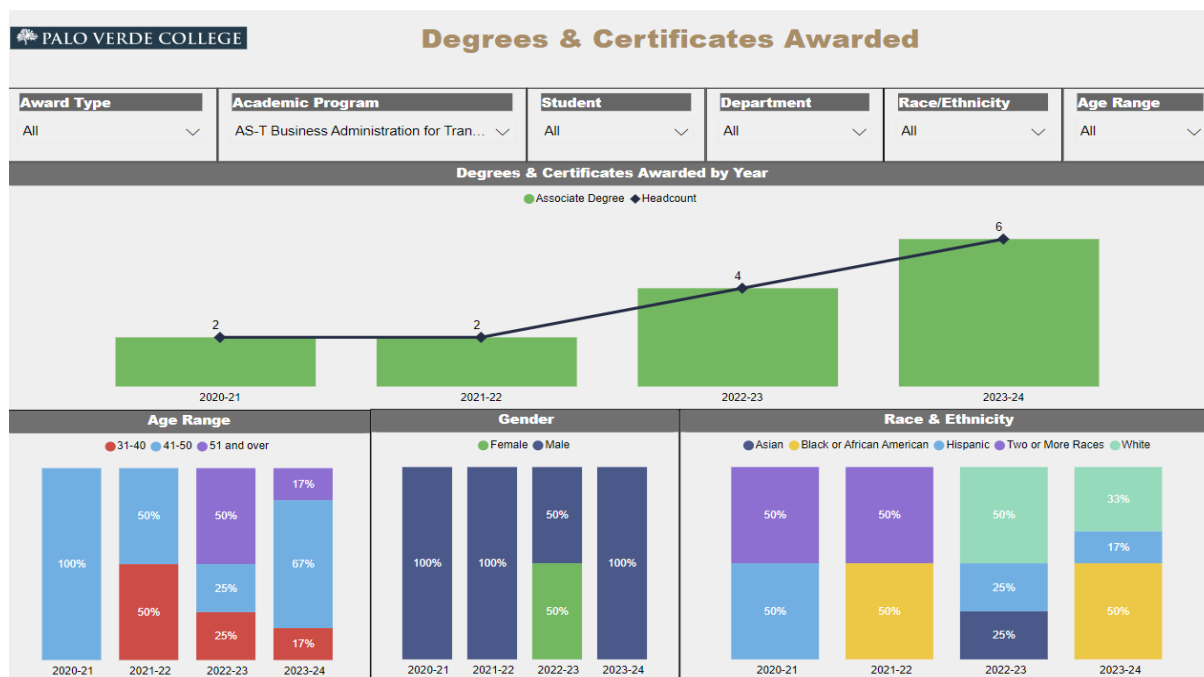 PALO VERDE COLLEGE
Degrees & Certificates Awarded
Award Type Academic Program Student Department Race/Ethnicity Age Range
All AS-T Business Administration for Tran... All All All All
Degrees & Certificates Awarded by Year
Associate Degree Headcount
6
4
2 2
2020-21 2021-22 2022-23 2023-24
Age Range
31-40 41-50 51 and over
17%
50% 50%
100% 67%
25%
50%
25% 17%
2020-21 2021-22 2022-23 2023-24
Gender
Female Male
50%
100% 100% 100%
50%
2020-21 2021-22 2022-23 2023-24
Race & Ethnicity
Asian Black or African American Hispanic Two or More Races White
33%
50% 50% 50%
17%
25%
50% 50% 50%
25%
2020-21 2021-22 2022-23 2023-24